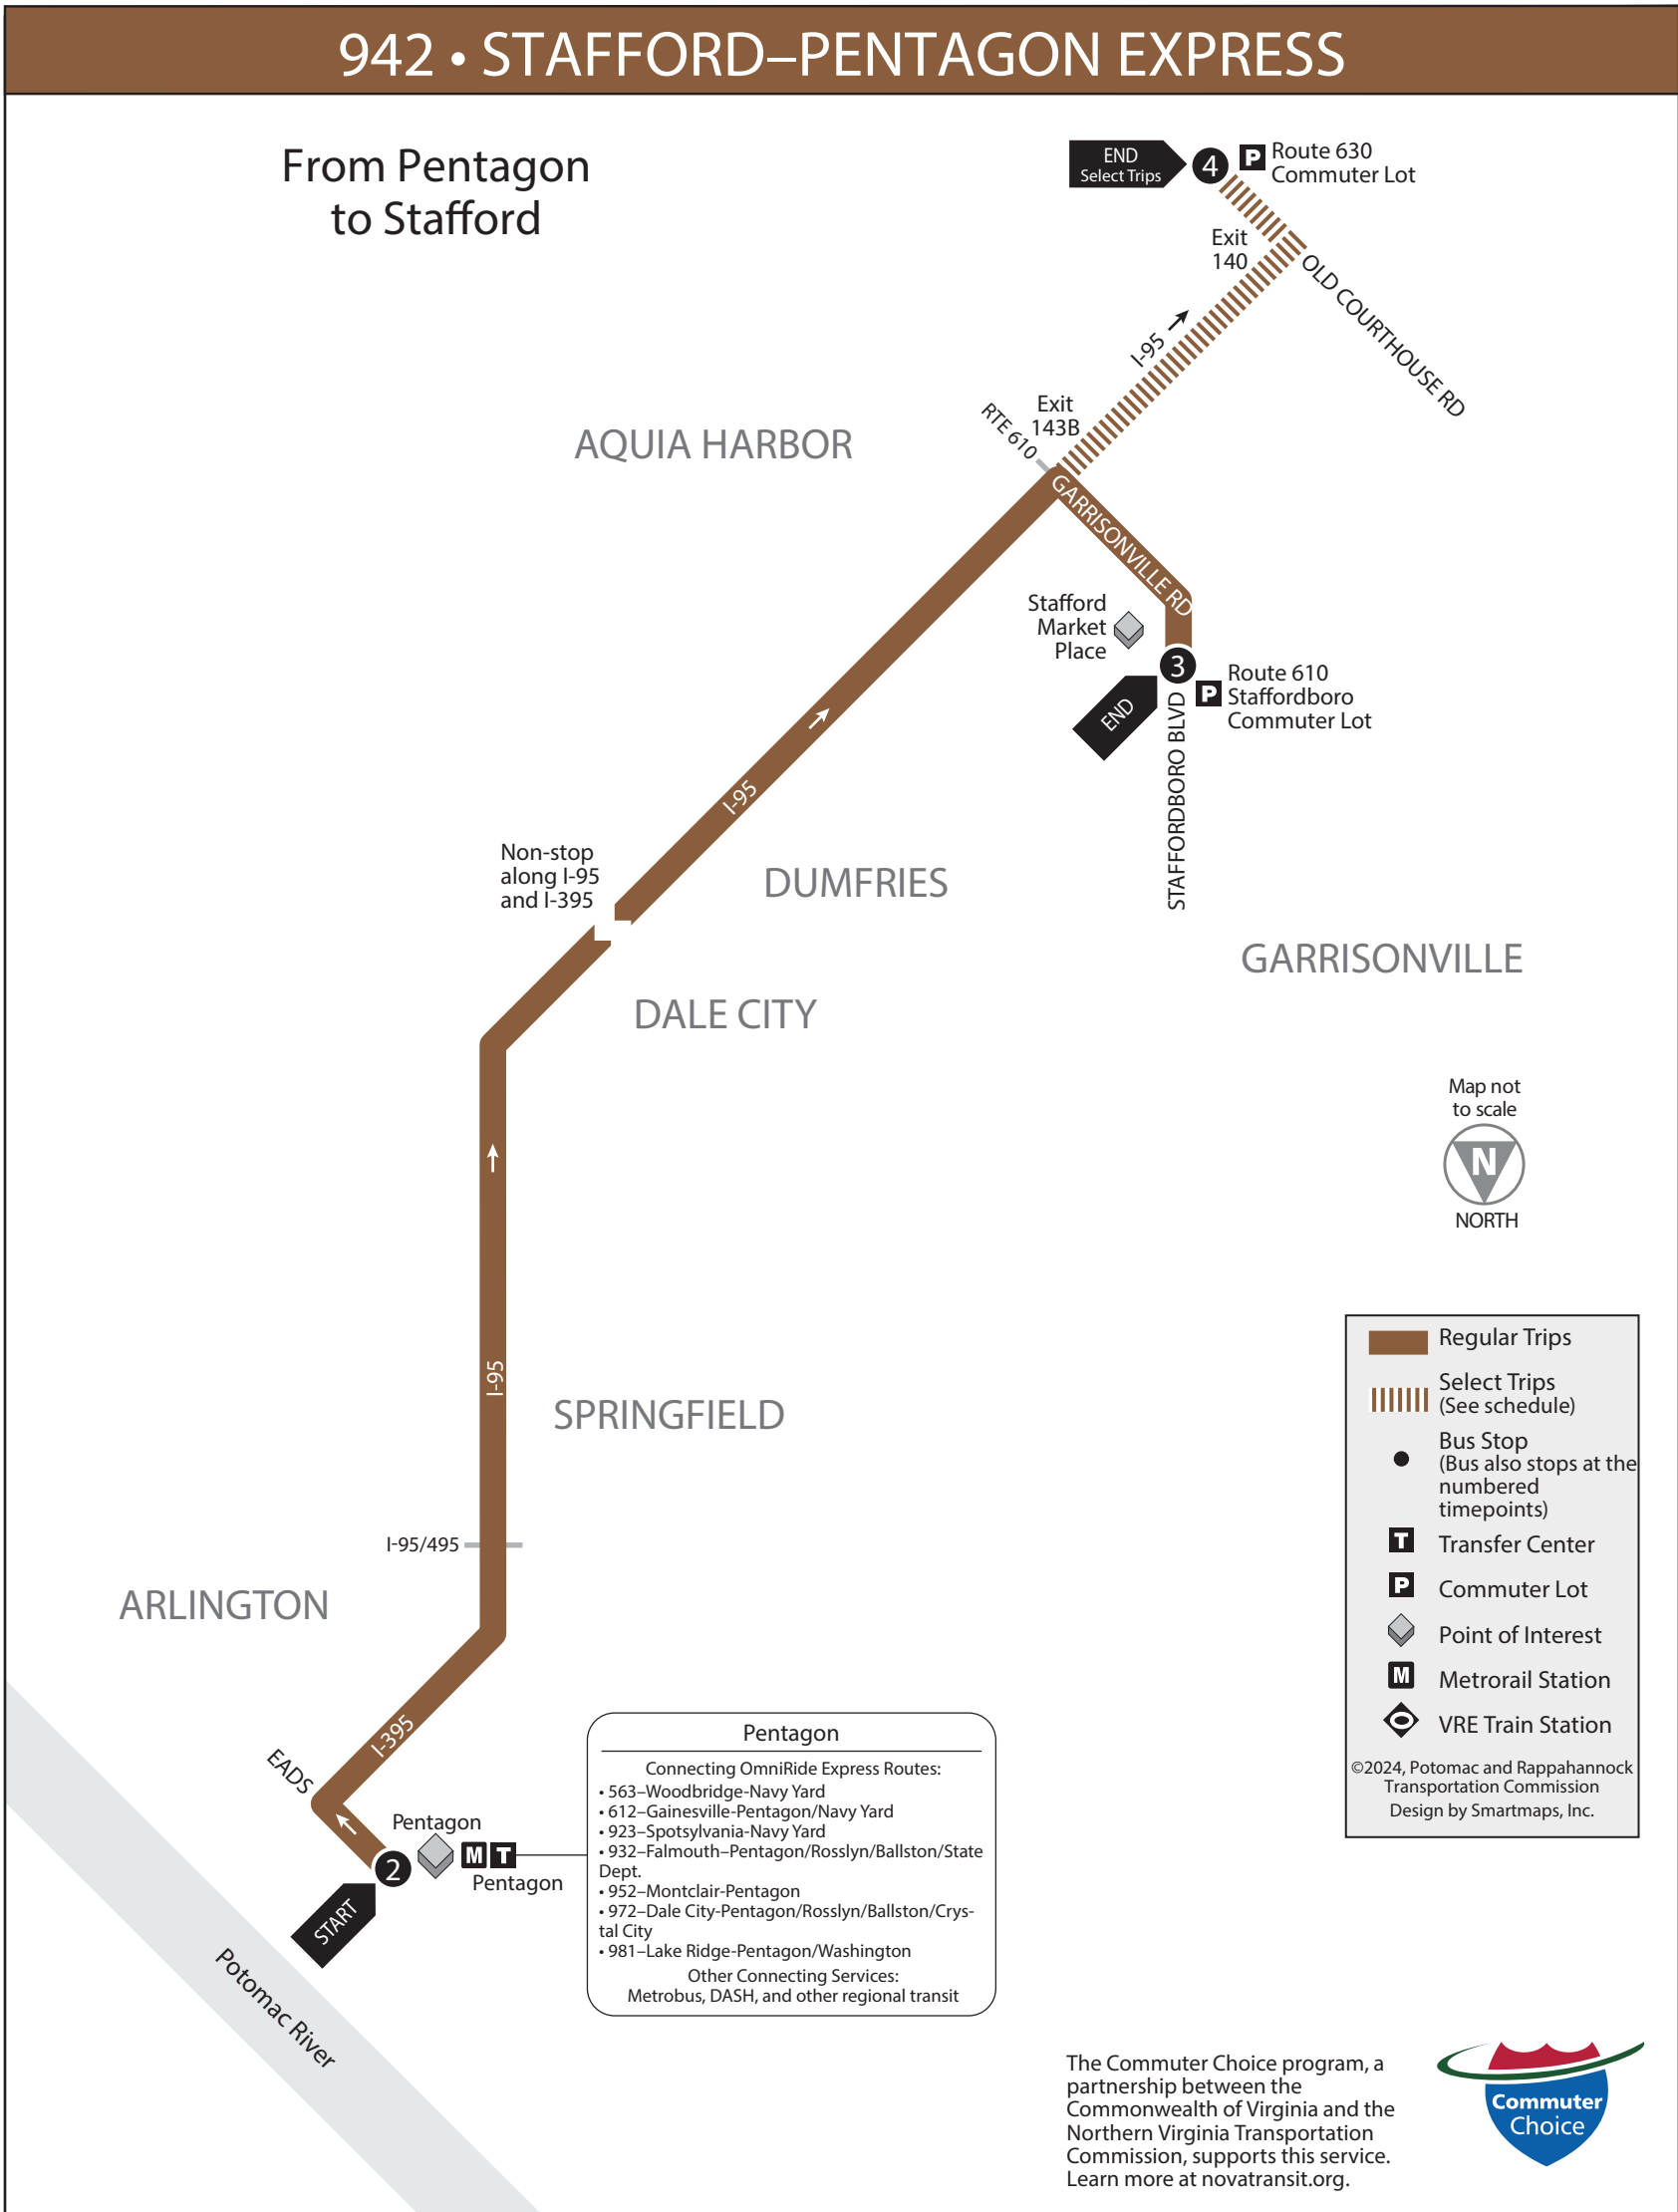 942 • STAFFORD–PENTAGON EXPRESS
From Pentagon
to Stafford
END
Select Trips
4
P
Route 630
Commuter Lot
Exit
140
OLD COURTHOUSE RD
I-95
Exit
143B
RTE 610
AQUIA HARBOR
GARRISONVILLE RD
Stafford
Market
Place
3
END
P
Route 610
Staffordboro
Commuter Lot
STAFFORDBORO BLVD
I-95
Non-stop
along I-95
and I-395
DUMFRIES
GARRISONVILLE
DALE CITY
Map not
to scale
N
NORTH
I-95
SPRINGFIELD
I-95/495
ARLINGTON
I-395
EADS
Pentagon
2
M T
Pentagon
START
Potomac River
Pentagon
Connecting OmniRide Express Routes:
• 563–Woodbridge-Navy Yard
• 612–Gainesville-Pentagon/Navy Yard
• 923–Spotsylvania-Navy Yard
• 932–Falmouth–Pentagon/Rosslyn/Ballston/State
Dept.
• 952–Montclair-Pentagon
• 972–Dale City-Pentagon/Rosslyn/Ballston/Crys-
tal City
• 981–Lake Ridge-Pentagon/Washington
Other Connecting Services:
Metrobus, DASH, and other regional transit
Regular Trips
Select Trips
(See schedule)
Bus Stop
(Bus also stops at the
numbered
timepoints)
T Transfer Center
P Commuter Lot
Point of Interest
M Metrorail Station
VRE Train Station
©2024, Potomac and Rappahannock
Transportation Commission
Design by Smartmaps, Inc.
The Commuter Choice program, a
partnership between the
Commonwealth of Virginia and the
Northern Virginia Transportation
Commission, supports this service.
Learn more at novatransit.org.
Commuter
Choice